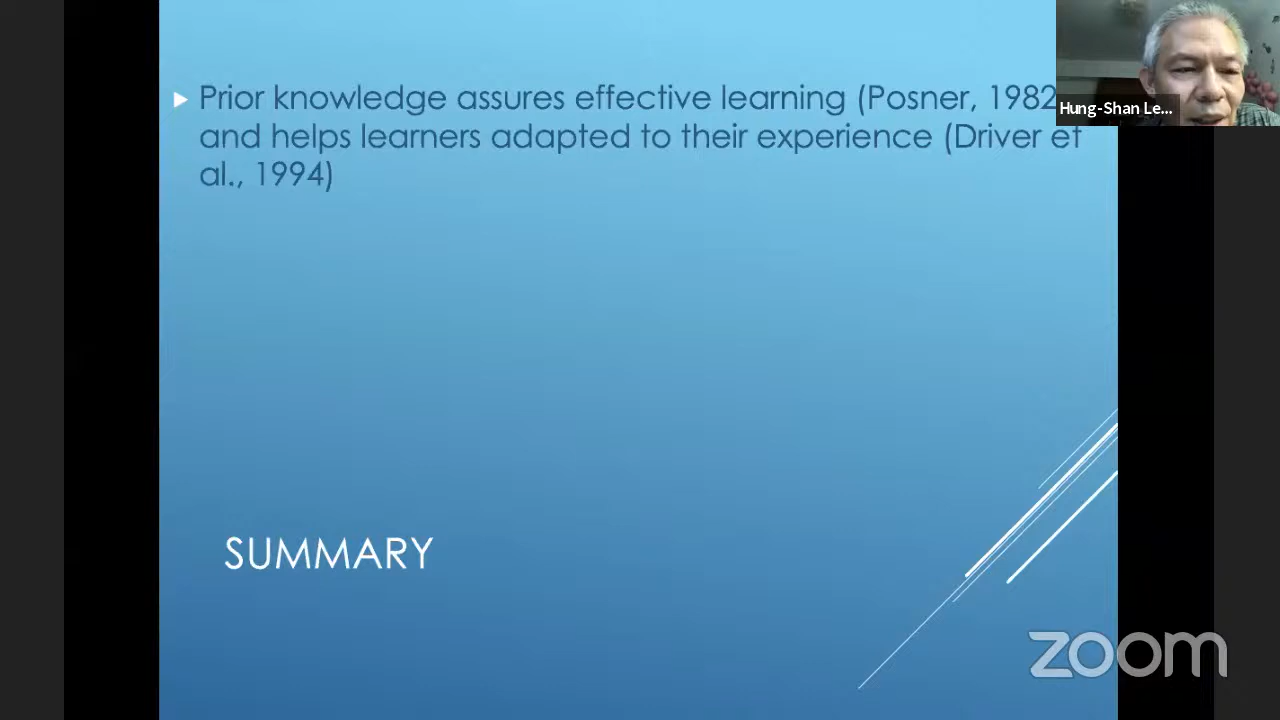 Prior knowledge assures effective learning (Posner, 1982
and helps learners adapted to their experience (Driver et
al., 1994)
Hung-Shan Le...
SUMMARY
zoom